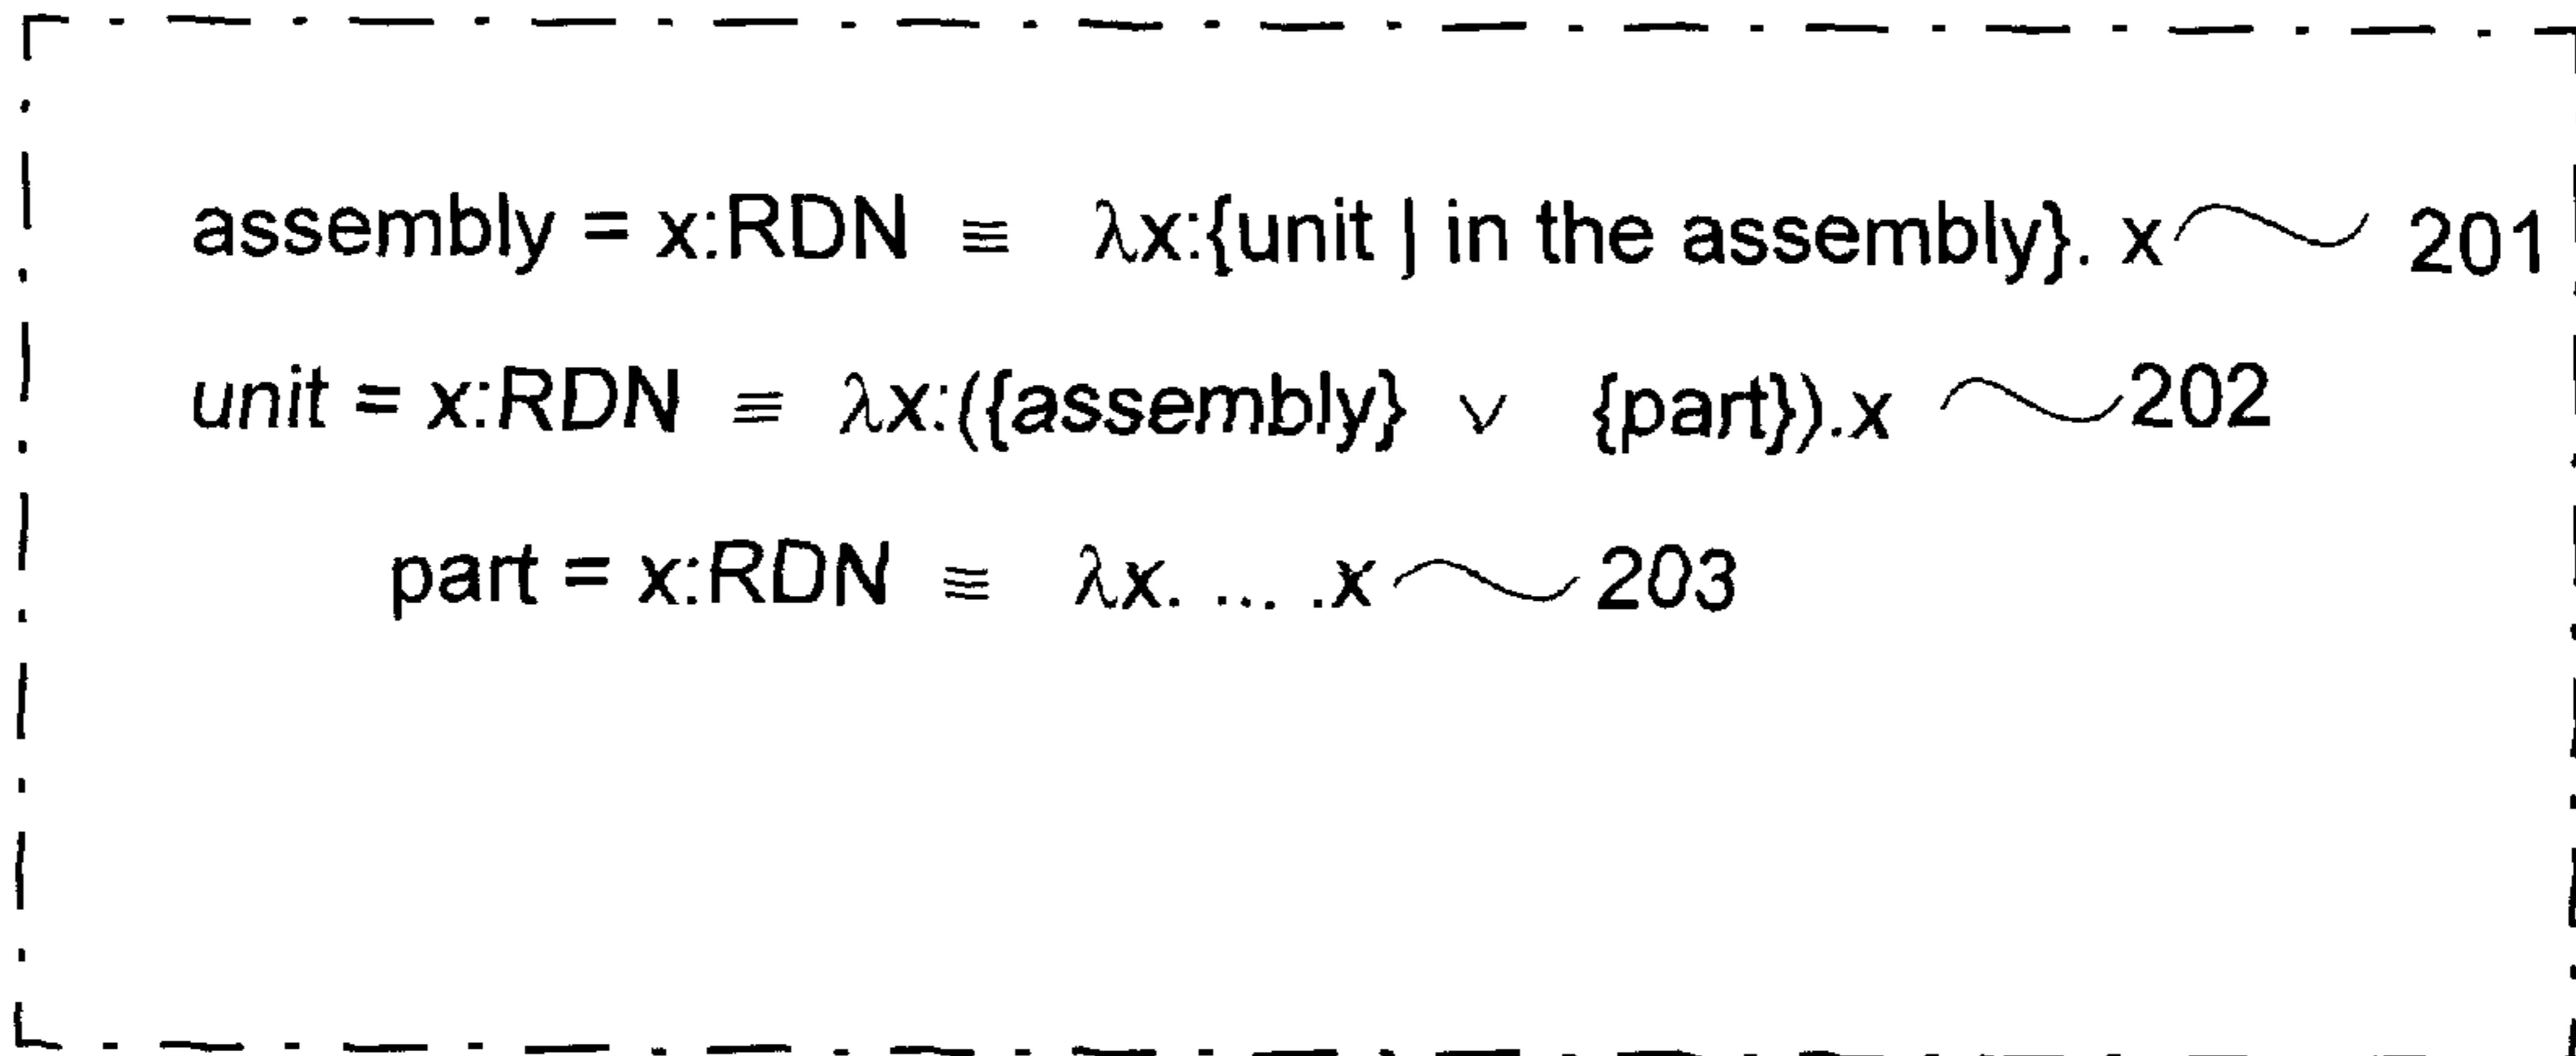 assembly = x:RDN ≡ λx:{unit | in the assembly}. x 201
unit = x:RDN ≡ λx:({assembly} ∨ {part}).x 202
part = x:RDN ≡ λx. ... .x 203